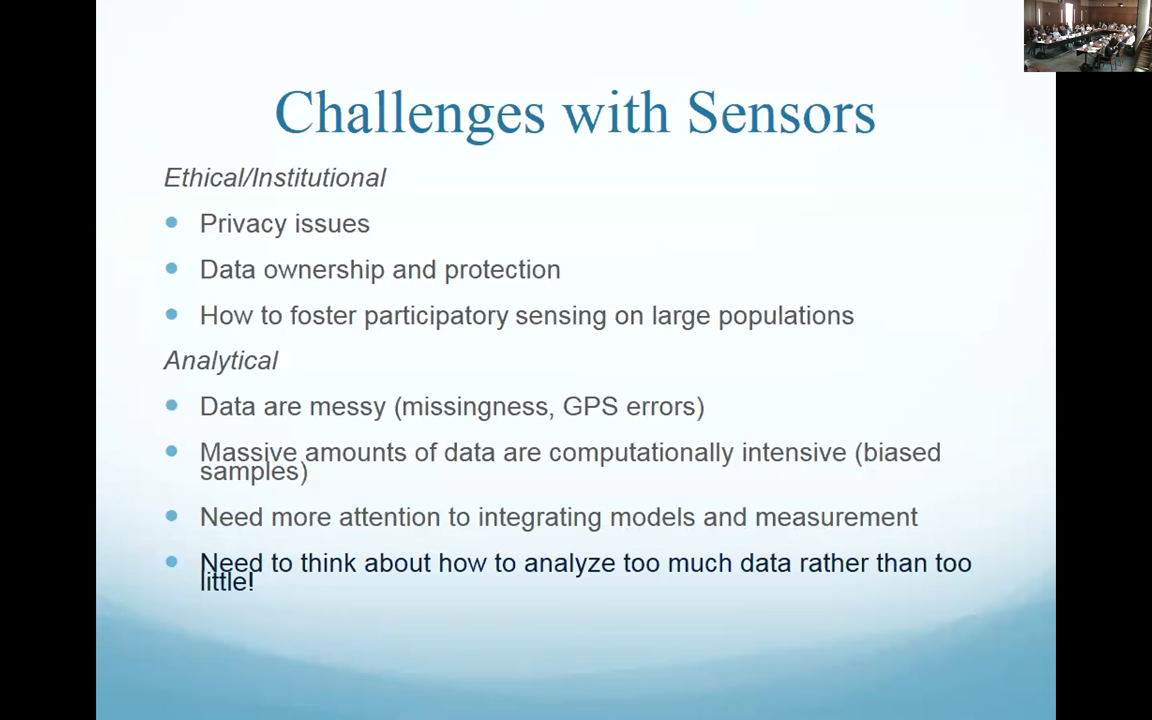 Challenges with Sensors
Ethical/Institutional
Privacy issues
Data ownership and protection
How to foster participatory sensing on large populations
Analytical
Data are messy (missingness, GPS errors)
Massive amounts of data are computationally intensive (biased
samples)
Need more attention to integrating models and measurement
Need to think about how to analyze too much data rather than too
little!